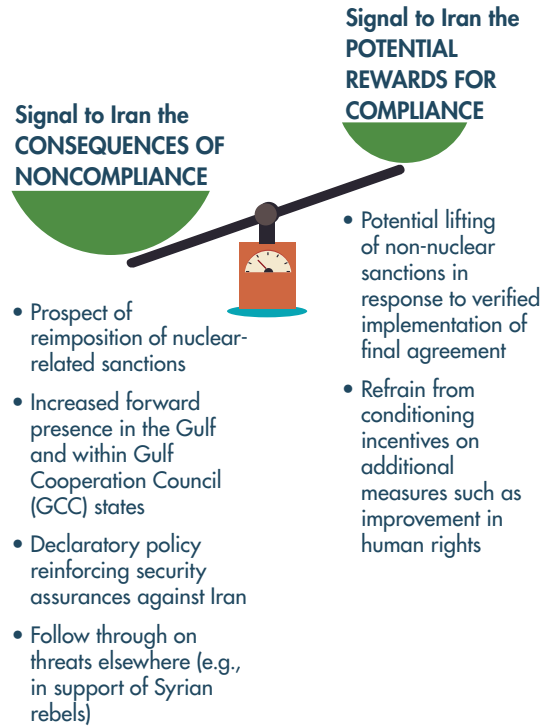 Signal to Iran the
CONSEQUENCES OF
NONCOMPLIANCE
• Prospect of
reimposition of nuclear-
related sanctions
• Increased forward
presence in the Gulf
and within Gulf
Cooperation Council
(GCC) states
• Declaratory policy
reinforcing security
assurances against Iran
• Follow through on
threats elsewhere (e.g.,
in support of Syrian
rebels)
Signal to Iran the
POTENTIAL
REWARDS FOR
COMPLIANCE
• Potential lifting
of non-nuclear
sanctions in
response to verified
implementation of
final agreement
• Refrain from
conditioning
incentives on
additional
measures such as
improvement in
human rights